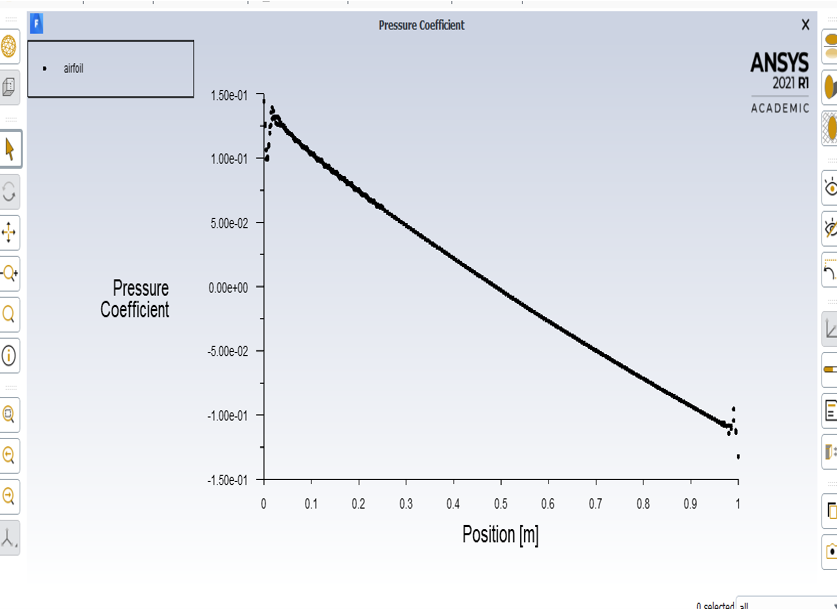 Pressure Coefficient
X
airfoil
ANSYS
2021 R1
ACADEMIC
1.50e-01
1.00e-01
5.00e-02
0.00e+00
-5.00e-02
-1.00e-01
-1.50e-01
Pressure
Coefficient
0 0.1 0.2 0.3 0.4 0.5 0.6 0.7 0.8 0.9 1
Position [m]
0 selected all